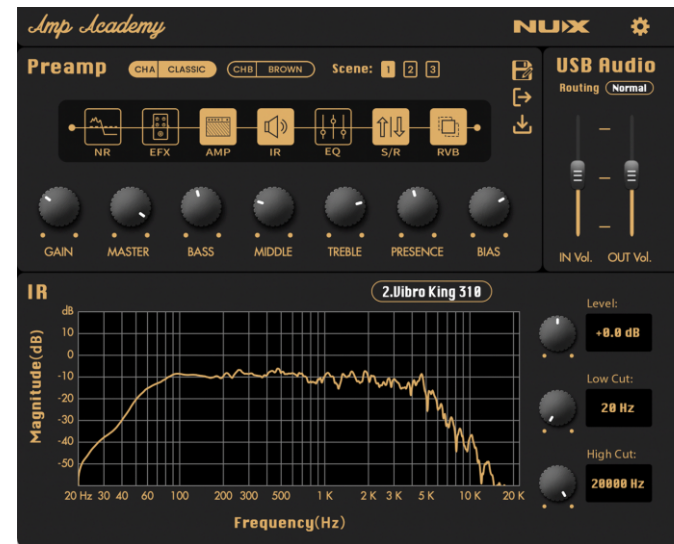 Amp Academy
NUX
Preamp
CHA CLASSIC
CHB BROWN
Scene: 1 2 3
USB Audio
Routing Normal
NR EFX AMP IR EQ S/R RVB
GAIN MASTER BASS MIDDLE TREBLE PRESENCE BIAS
IN Vol. OUT Vol.
IR
2.Vibro King 310
Magnitude(dB)
dB
10
0
-10
-20
-30
-40
-50
20 Hz 30 40 60 100 200 300 500 1 K 2 K 3 K 5 K 10 K 20 K
Frequency(Hz)
Level:
+0.0 dB
Low Cut:
20 Hz
High Cut:
20000 Hz